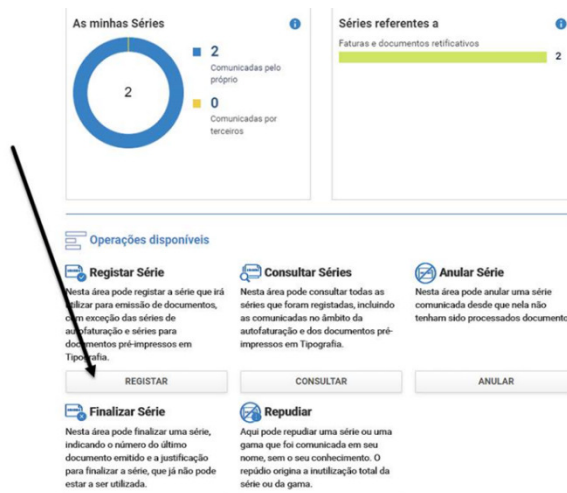 As minhas Séries
2
2
Comunicadas pelo
próprio
0
Comunicadas por
terceiros
Séries referentes a
Faturas e documentos retificativos
2
Operações disponíveis
Registar Série
Nesta área pode registar a série que irá
utilizar para emissão de documentos,
com exceção das séries de
autofaturação e séries para
documentos pré-impressos em
Tipografia.
REGISTAR
Consultar Séries
Nesta área pode consultar todas as
séries que foram registadas, incluindo
as comunicadas no âmbito da
autofaturação e dos documentos pré-
impressos em Tipografia.
CONSULTAR
Anular Série
Nesta área pode anular uma série
comunicada desde que nela não
tenham sido processados documento
ANULAR
Finalizar Série
Nesta área pode finalizar uma série,
indicando o número do último
documento emitido e a justificação
para finalizar a série, que já não pode
estar a ser utilizada.
Repudiar
Aqui pode repudiar uma série ou uma
gama que foi comunicada em seu
nome, sem o seu conhecimento. O
repúdio origina a inutilização total da
série ou da gama.